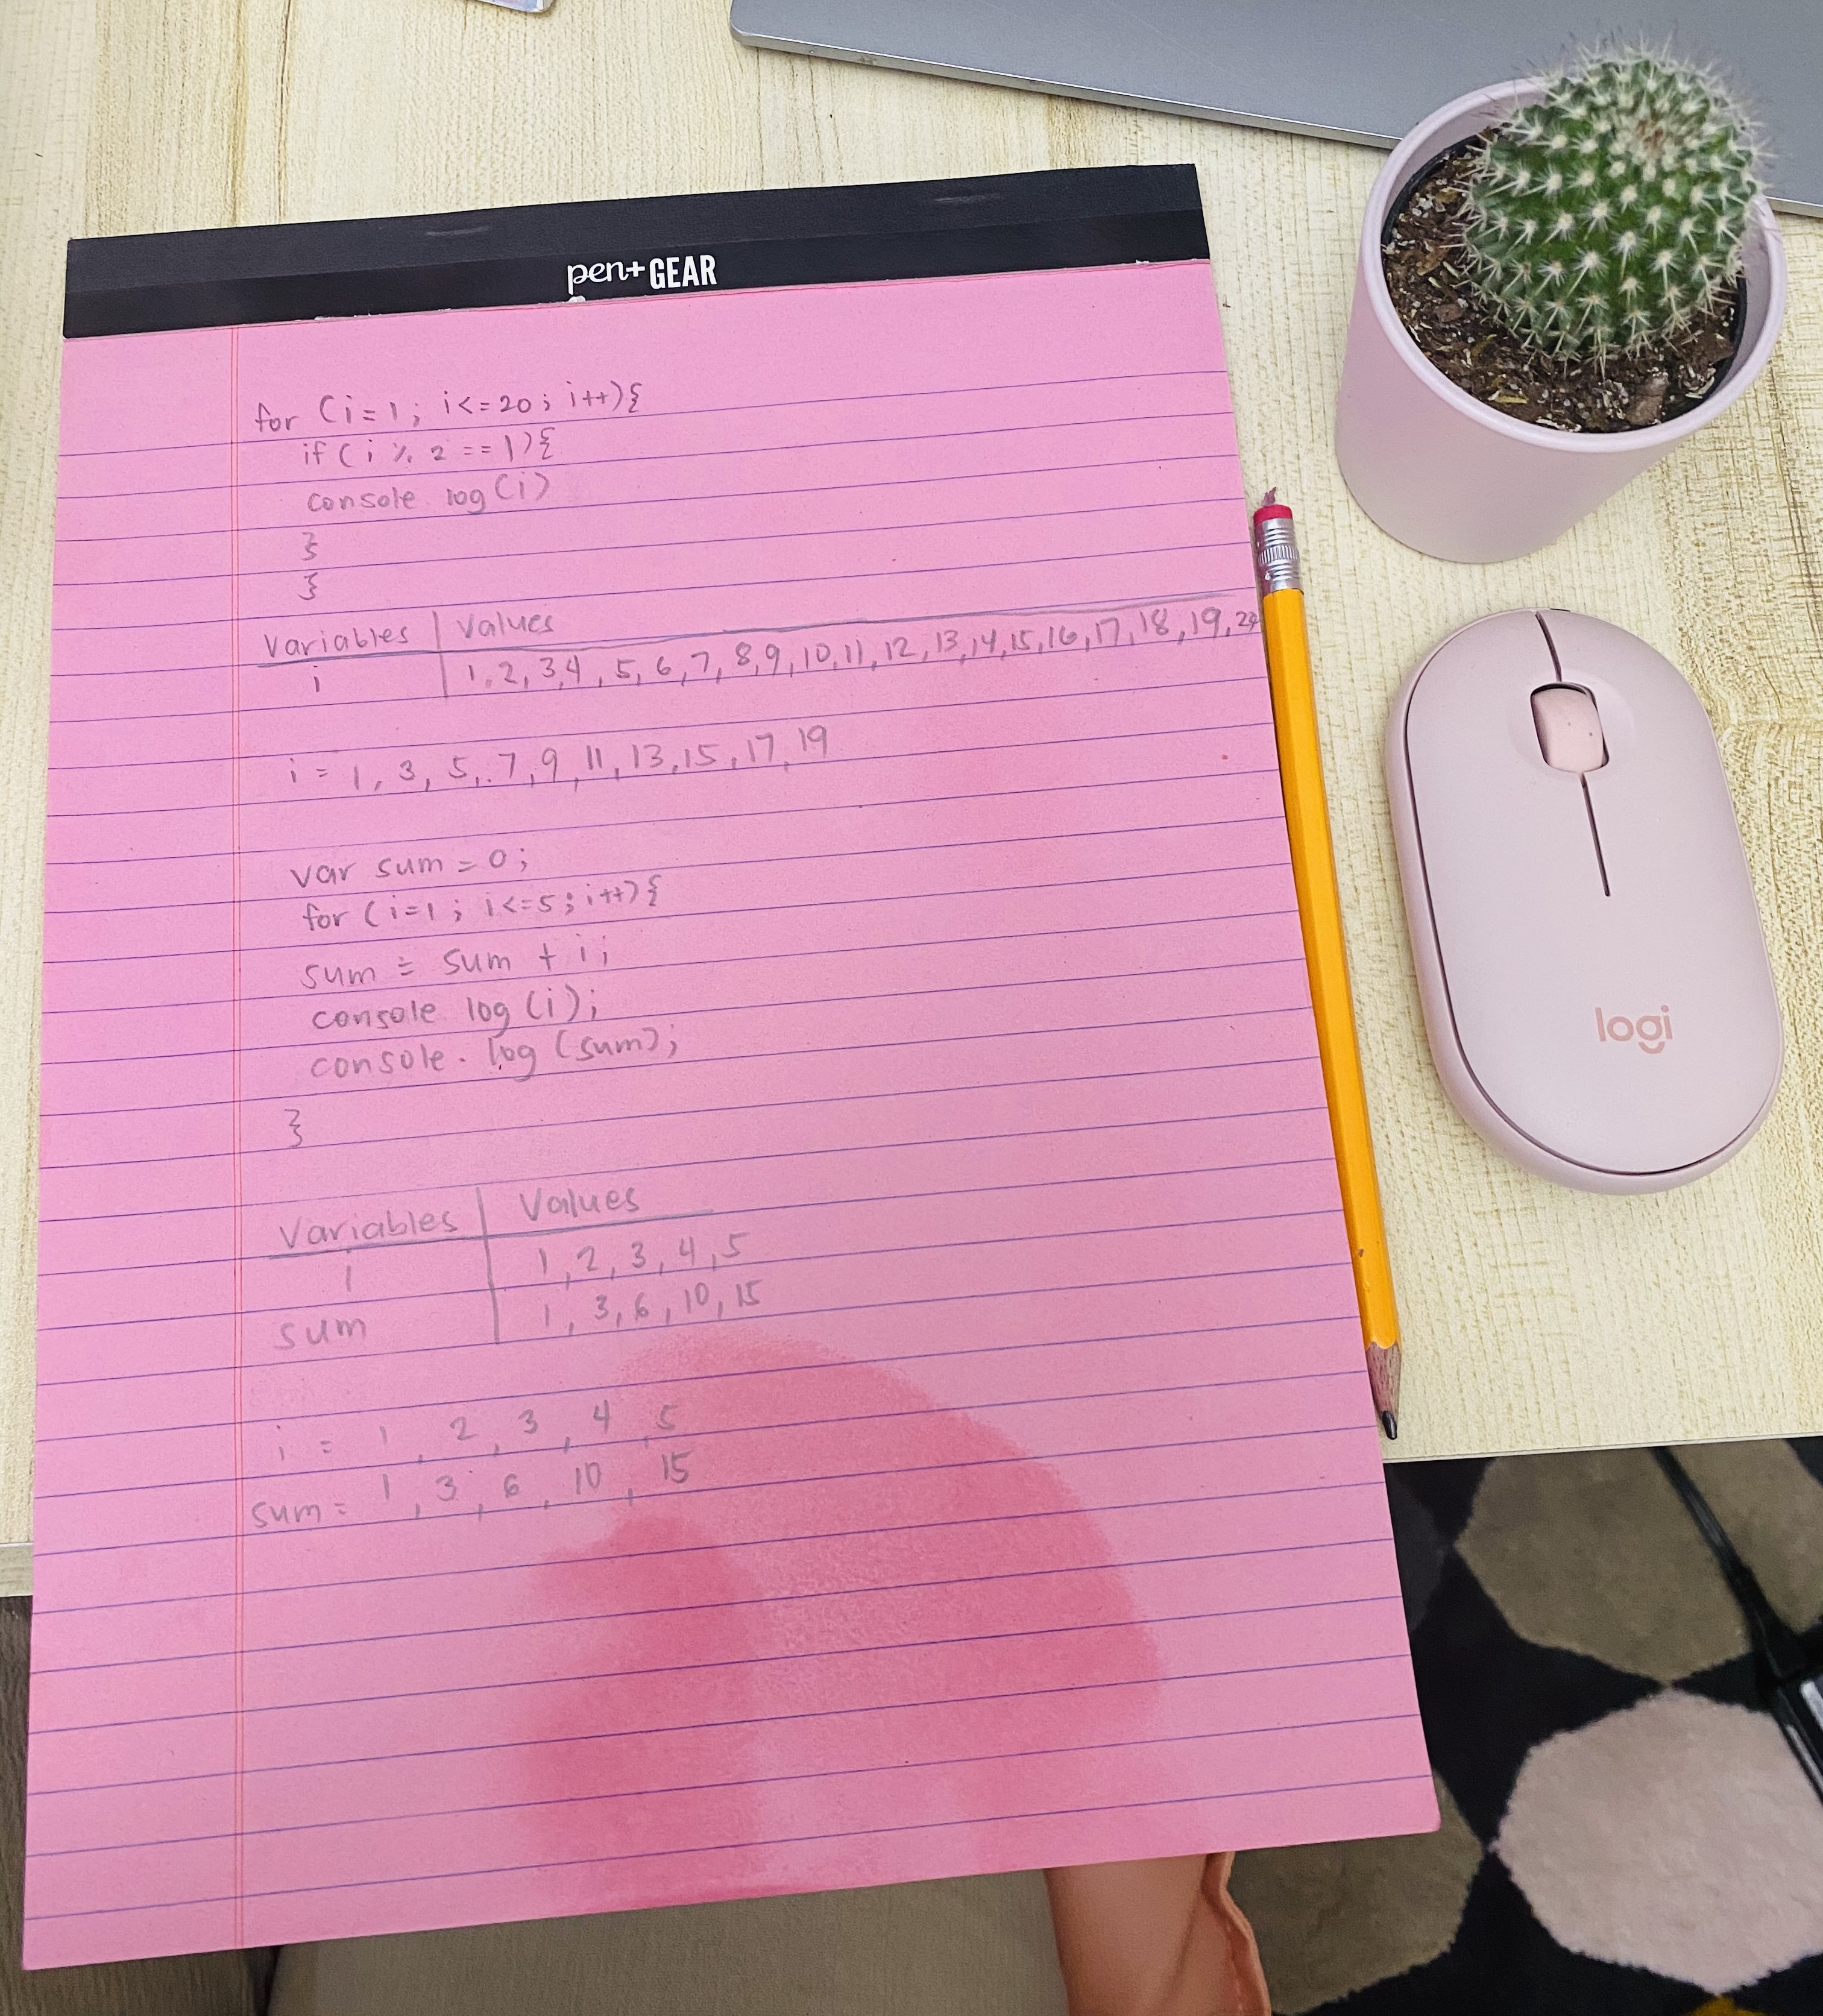 pen+GEAR
for (i=1; i<=20; i++){
if (i % 2 == 1){
console log(i)
}
}
Variables | Values
i | 1, 2, 3,4, 5, 6, 7, 8,9, 10, 11, 12, 13, 14, 15, 16, 17, 18, 19,
i = 1, 3, 5, 7, 9, 11, 13, 15, 17, 19
var sum = 0;
for (i=1; i<=5; i++){
sum = sum + i;
console log (i);
console. log (sum);
}
Variables | Values
i | 1, 2, 3, 4, 5
sum | 1, 3, 6, 10, 15
i = 1, 2, 3, 4, 5
sum = 1, 3, 6, 10, 15
logi